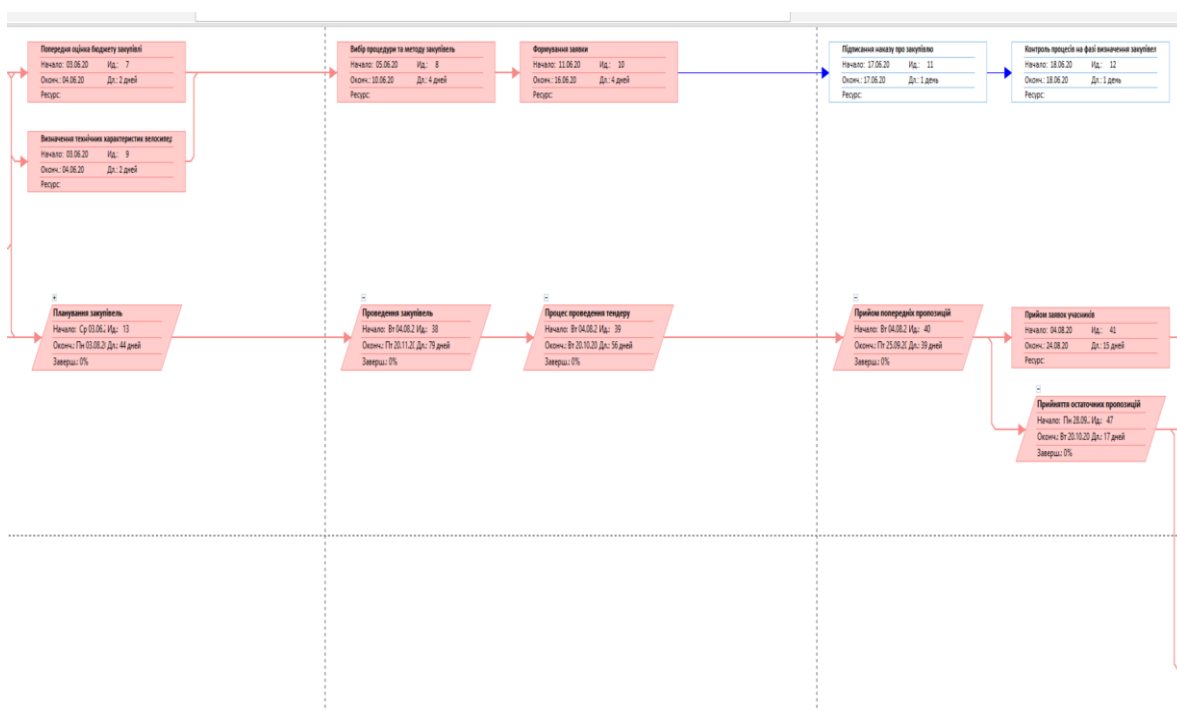 Попередня оцінка бюджету закупівлі
Начало: 03.06.20 Ид.: 7
Оконч.: 04.06.20 Дл.: 2 дней
Ресурс:
Вибір процедури та методу закупівель
Начало: 05.06.20 Ид.: 8
Оконч.: 10.06.20 Дл.: 4 дней
Ресурс:
Формування заявки
Начало: 11.06.20 Ид.: 10
Оконч.: 16.06.20 Дл.: 4 дней
Ресурс:
Підписання наказу про закупівлю
Начало: 17.06.20 Ид.: 11
Оконч.: 17.06.20 Дл.: 1 день
Ресурс:
Контроль процесів на фазі визначення закупівел
Начало: 18.06.20 Ид.: 12
Оконч.: 18.06.20 Дл.: 1 день
Ресурс:
Визначення технічних характеристик велосипед
Начало: 03.06.20 Ид.: 9
Оконч.: 04.06.20 Дл.: 2 дней
Ресурс:
Планування закупівель
Начало: Ср 03.06.2 Ид.: 13
Оконч.: Пн 03.08.2 Дл.: 44 дней
Заверш.: 0%
Проведення закупівель
Начало: Вт 04.08.2 Ид.: 38
Оконч.: Пт 20.11.2 Дл.: 79 дней
Заверш.: 0%
Процес проведення тендеру
Начало: Вт 04.08.2 Ид.: 39
Оконч.: Вт 20.10.20 Дл.: 56 дней
Заверш.: 0%
Прийом попередніх пропозицій
Начало: Вт 04.08.2 Ид.: 40
Оконч.: Пт 25.09.2 Дл.: 39 дней
Заверш.: 0%
Прийом заявок учасників
Начало: 04.08.20 Ид.: 41
Оконч.: 24.08.20 Дл.: 15 дней
Ресурс:
Прийняття остаточних пропозицій
Начало: Пн 28.09. Ид.: 47
Оконч.: Вт 20.10.20 Дл.: 17 дней
Заверш.: 0%